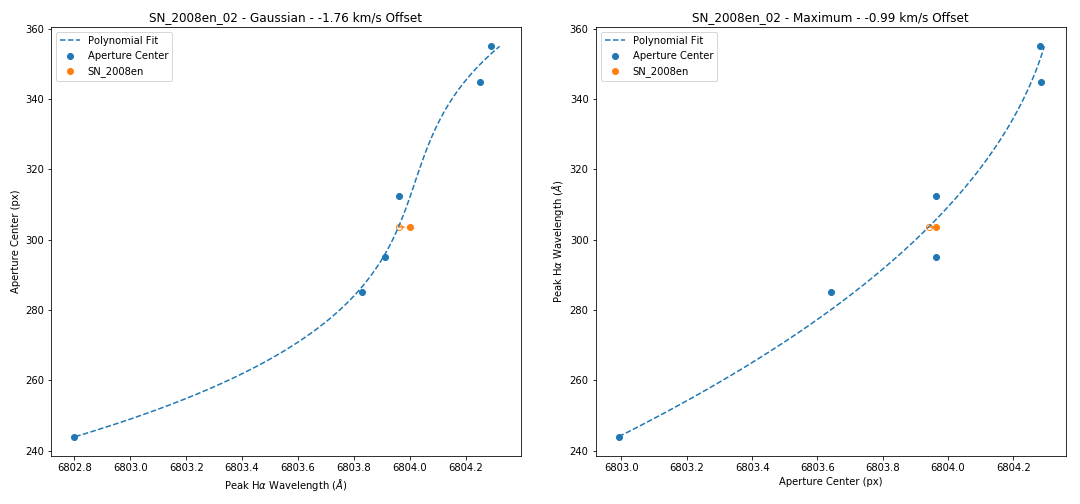 SN_2008en_02 - Gaussian - -1.76 km/s Offset
Polynomial Fit
Aperture Center
SN_2008en
360
340
320
300
280
260
240
Aperture Center (px)
6802.8 6803.0 6803.2 6803.4 6803.6 6803.8 6804.0 6804.2
Peak Hα Wavelength (Å)
SN_2008en_02 - Maximum - -0.99 km/s Offset
Polynomial Fit
Aperture Center
SN_2008en
360
340
320
300
280
260
240
Peak Hα Wavelength (Å)
6803.0 6803.2 6803.4 6803.6 6803.8 6804.0 6804.2
Aperture Center (px)